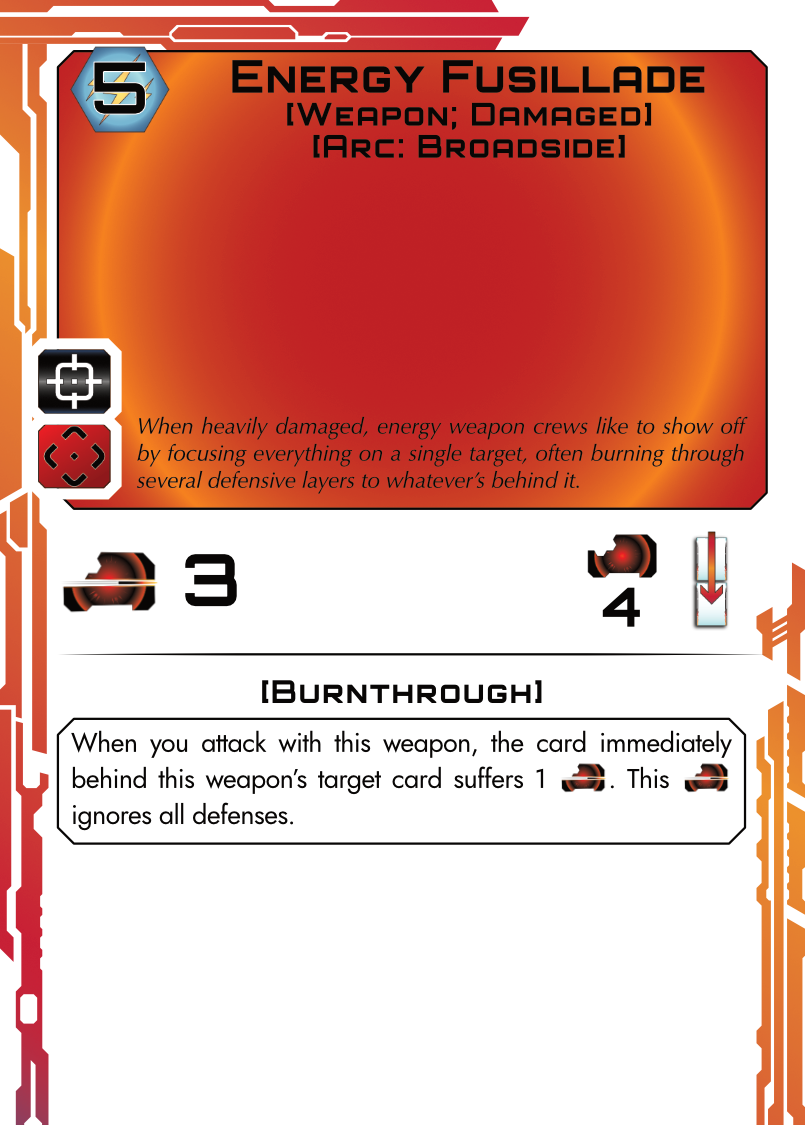 5
Energy Fusillade
[Weapon; Damaged]
[Arc: Broadside]
When heavily damaged, energy weapon crews like to show off
by focusing everything on a single target, often burning through
several defensive layers to whatever's behind it.
3
4
[Burnthrough]
When you attack with this weapon, the card immediately
behind this weapon's target card suffers 1 . This
ignores all defenses.